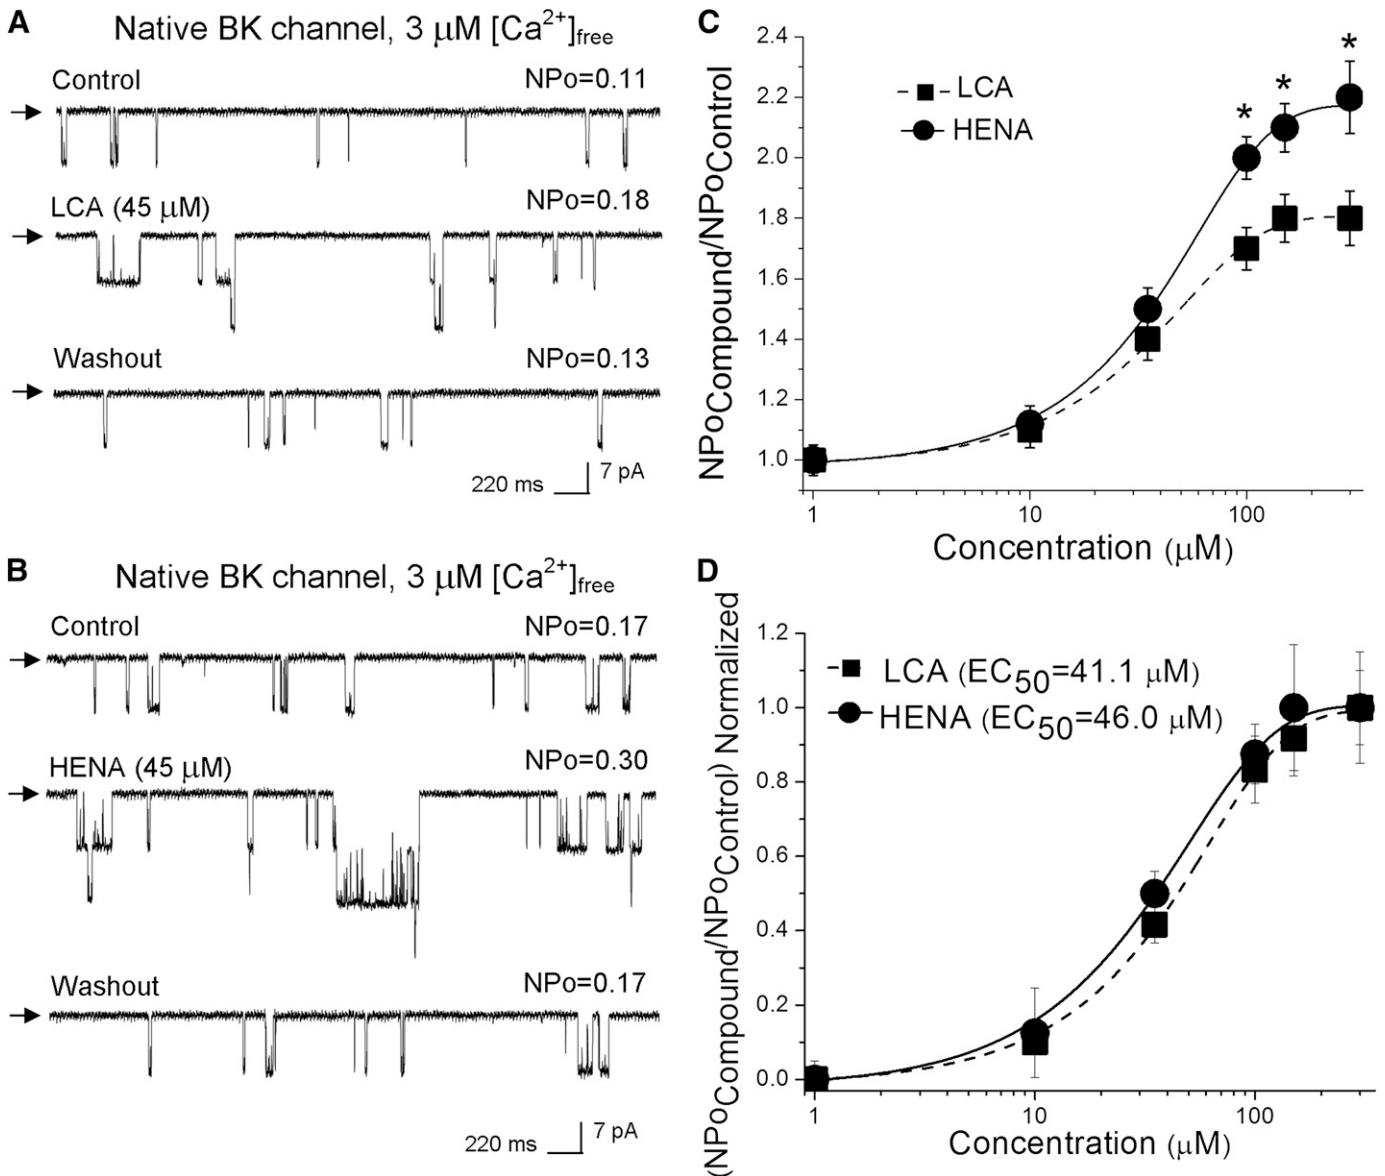 A
Native BK channel, 3 μM [Ca2+]free
Control
NPo=0.11
LCA (45 μM)
NPo=0.18
Washout
NPo=0.13
220 ms
7 pA
B
Native BK channel, 3 μM [Ca2+]free
Control
NPo=0.17
HENA (45 μM)
NPo=0.30
Washout
NPo=0.17
220 ms
7 pA
C
NPoCompound/NPoControl
2.4
2.2
2.0
1.8
1.6
1.4
1.2
1.0
LCA
HENA
*
*
*
1
10
100
Concentration (μM)
D
(NPoCompound/NPoControl) Normalized
1.2
1.0
0.8
0.6
0.4
0.2
0.0
LCA (EC50=41.1 μM)
HENA (EC50=46.0 μM)
1
10
100
Concentration (μM)